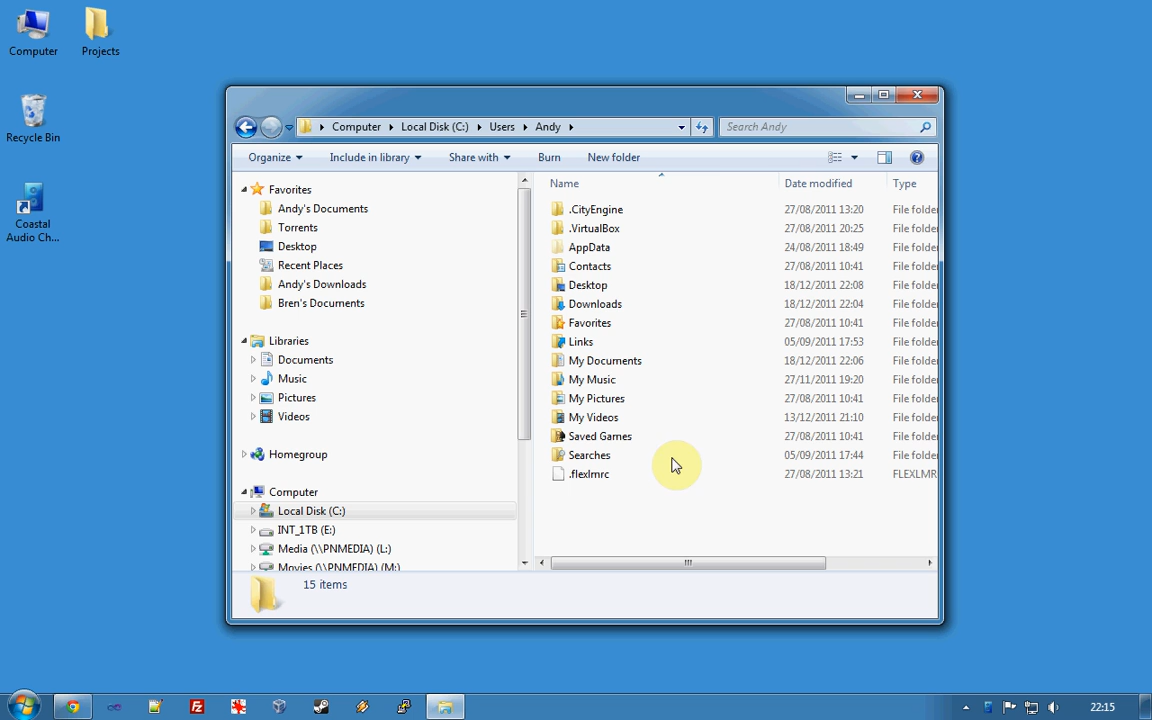 Computer
Projects
Recycle Bin
Coastal
Audio Ch...
Computer
Local Disk (C:)
Users
Andy
Search Andy
Organize
Include in library
Share with
Burn
New folder
Favorites
Andy's Documents
Torrents
Desktop
Recent Places
Andy's Downloads
Bren's Documents
Libraries
Documents
Music
Pictures
Videos
Homegroup
Computer
Local Disk (C:)
INT_1TB (E:)
Media (\\PNMEDIA) (L:)
Movies (\\PNMEDIA) (M:)
Name Date modified Type
.CityEngine 27/08/2011 13:20 File folder
.VirtualBox 27/08/2011 20:25 File folder
AppData 24/08/2011 18:49 File folder
Contacts 27/08/2011 10:41 File folder
Desktop 18/12/2011 22:08 File folder
Downloads 18/12/2011 22:04 File folder
Favorites 27/08/2011 10:41 File folder
Links 05/09/2011 17:53 File folder
My Documents 18/12/2011 22:06 File folder
My Music 27/11/2011 19:20 File folder
My Pictures 27/08/2011 10:41 File folder
My Videos 13/12/2011 21:10 File folder
Saved Games 27/08/2011 10:41 File folder
Searches 05/09/2011 17:44 File folder
.flexlmrc 27/08/2011 13:21 FLEXLMR
15 items
22:15